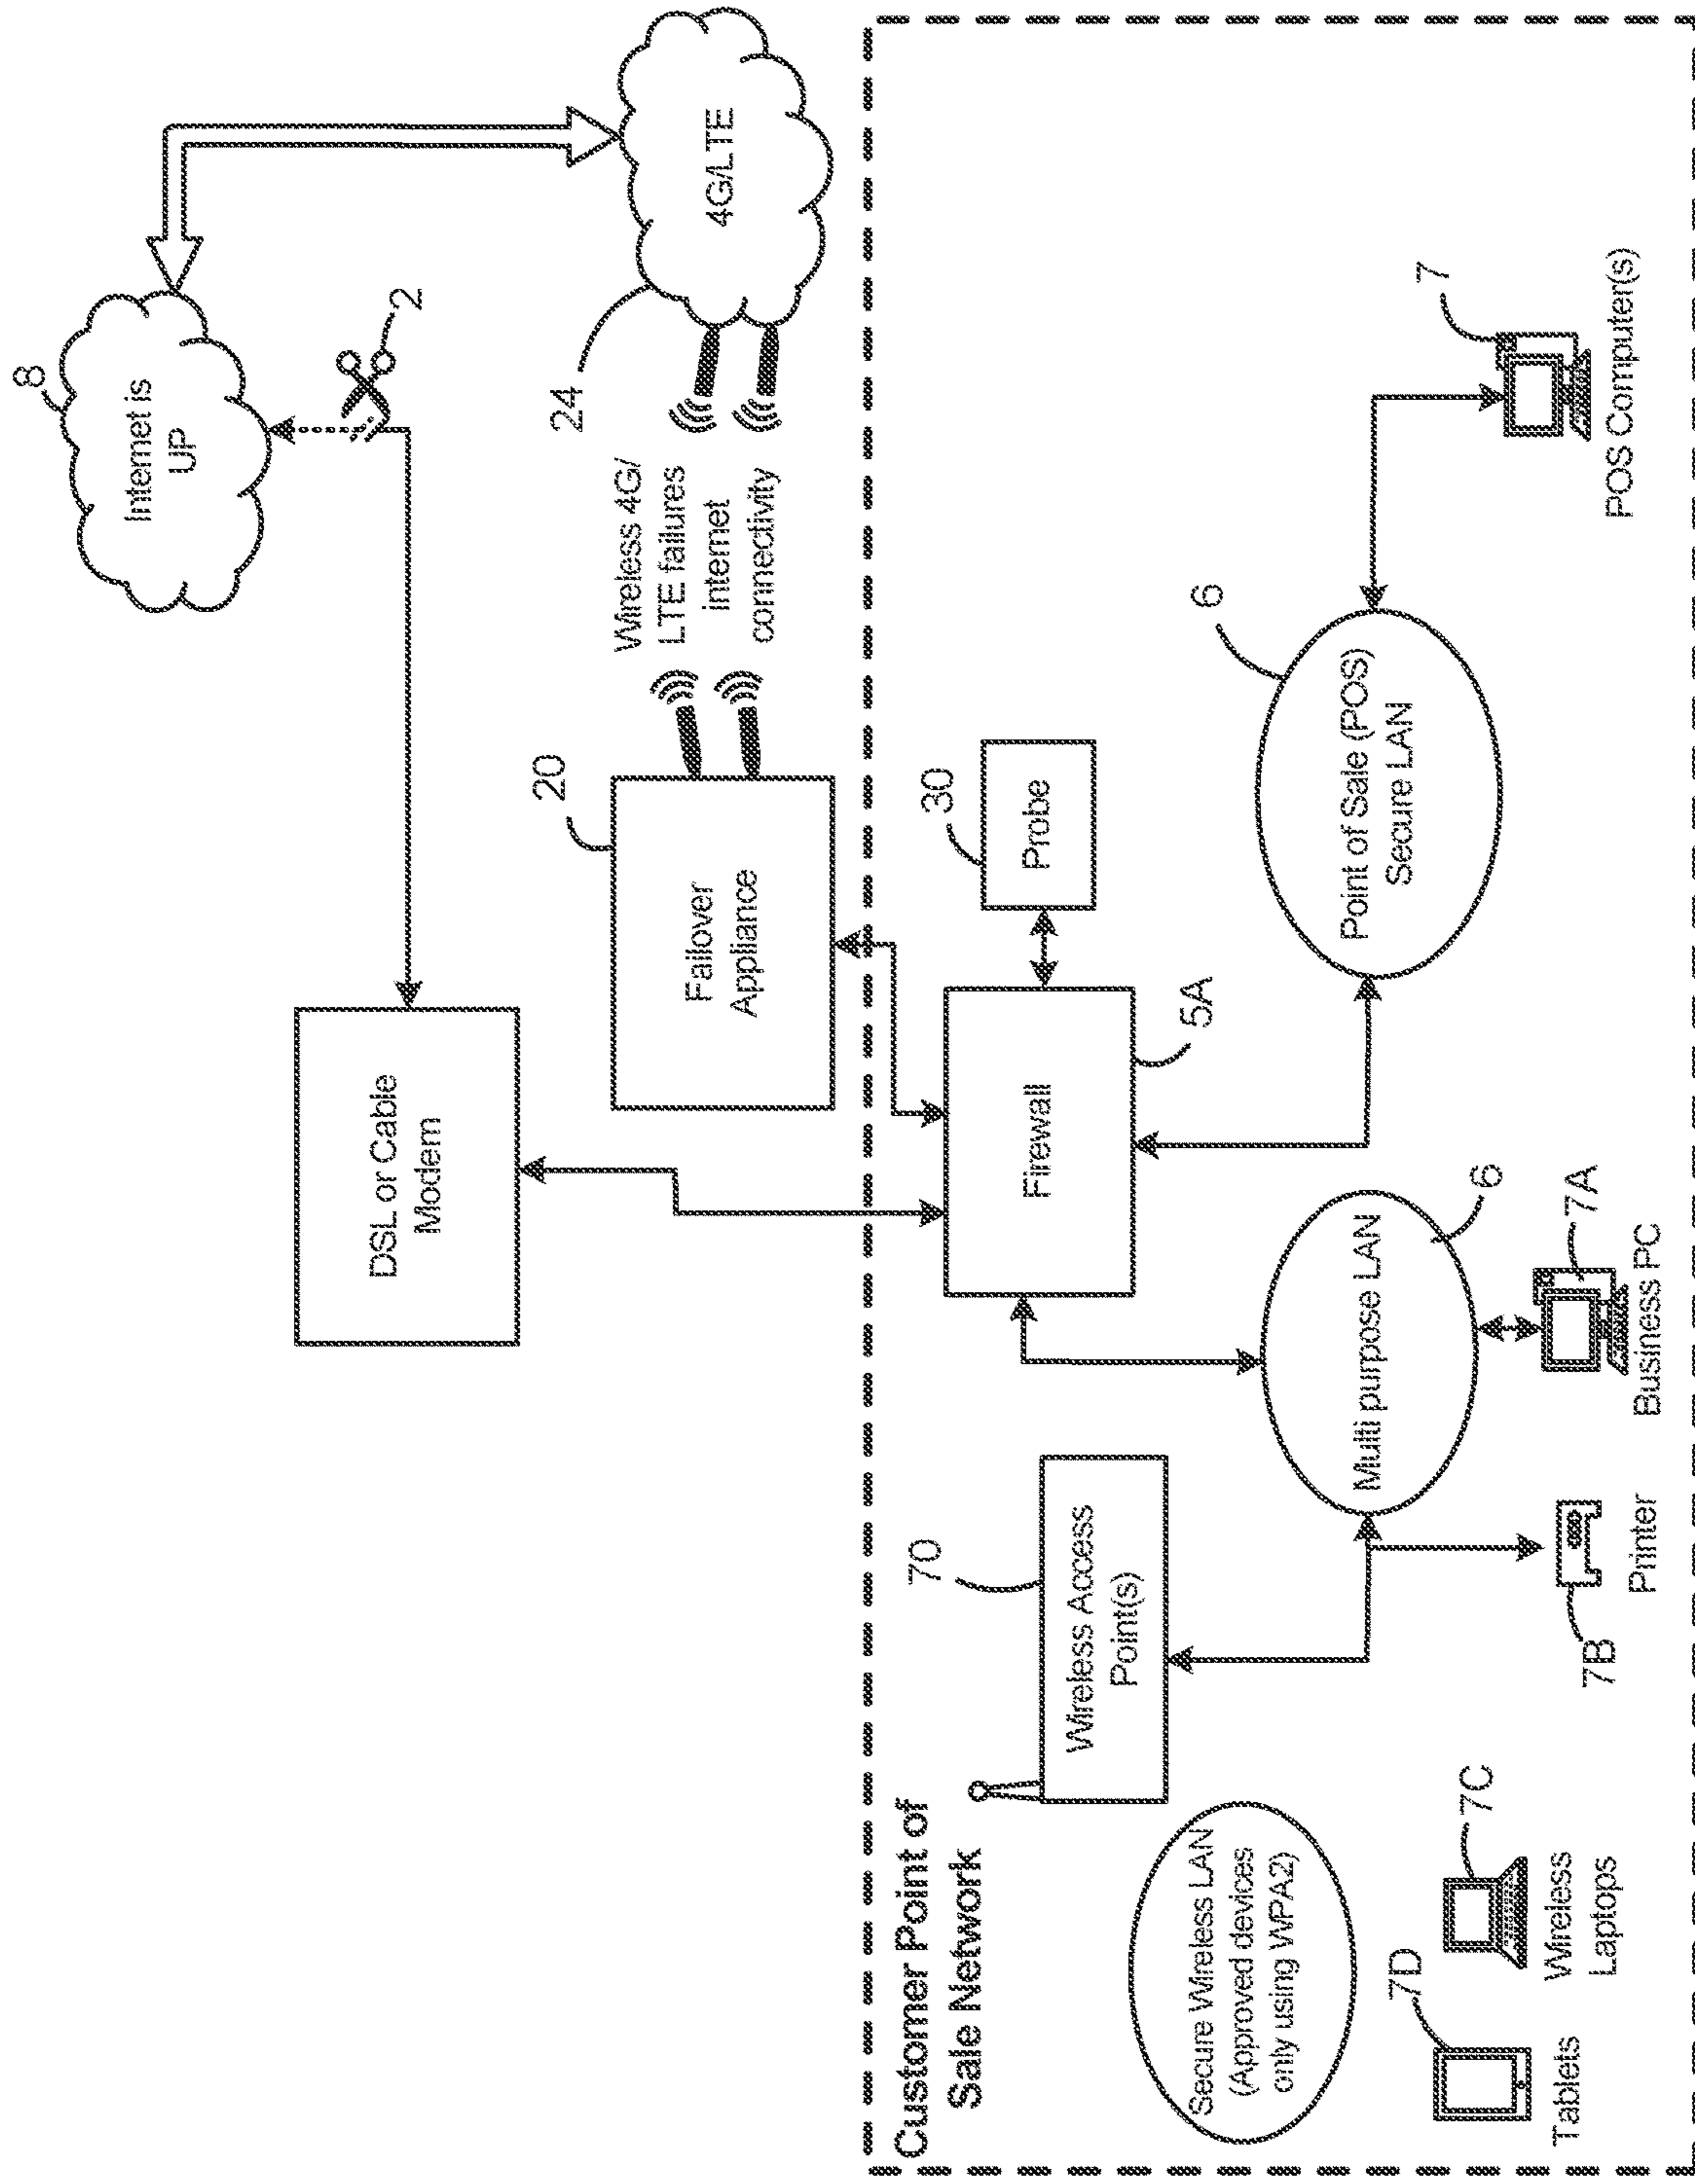 8
Internet is
UP
2
DSL or Cable
Modem
24
4G/LTE
Wireless 4G/
LTE failures
internet
connectivity
20
Failover
Appliance
Customer Point of
Sale Network
70
Wireless Access
Point(s)
Firewall
5A
30
Probe
Secure Wireless LAN
(Approved devices
only using WPA2)
Multi purpose LAN
6
Point of Sale (POS)
Secure LAN
6
7D
Tablets
7C
Wireless
Laptops
7B
Printer
7A
Business PC
7
POS Computer(s)